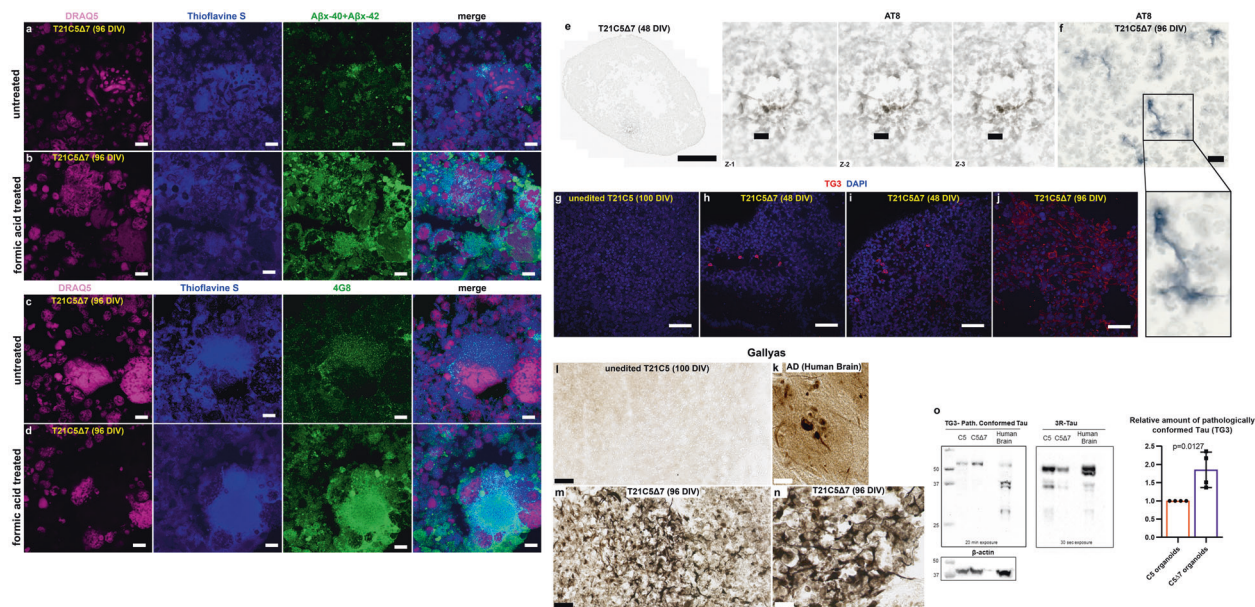 DRAQ5 Thioflavine S Aβx-40+Aβx-42 merge
a T21C5Δ7 (96 DIV)
untreated
b T21C5Δ7 (96 DIV)
formic acid treated
DRAQ5 Thioflavine S 4G8 merge
c T21C5Δ7 (96 DIV)
untreated
d T21C5Δ7 (96 DIV)
formic acid treated
AT8
e T21C5Δ7 (48 DIV)
Z-1 Z-2 Z-3
AT8
f T21C5Δ7 (96 DIV)
TG3 DAPI
g unedited T21C5 (100 DIV)
h T21C5Δ7 (48 DIV)
i T21C5Δ7 (48 DIV)
j T21C5Δ7 (96 DIV)
Gallyas
l unedited T21C5 (100 DIV)
k AD (Human Brain)
m T21C5Δ7 (96 DIV)
n T21C5Δ7 (96 DIV)
o
TG3- Path. Conformed Tau
C5 C5Δ7 Human
Brain
50
37
25
20 min exposure
3R-Tau
C5 C5Δ7 Human
Brain
30 sec exposure
β-actin
50
37
Relative amount of pathologically
conformed Tau (TG3)
p=0.0127
2.5
2.0
1.5
1.0
0.5
0.0
C5 organoids
C5Δ7 organoids